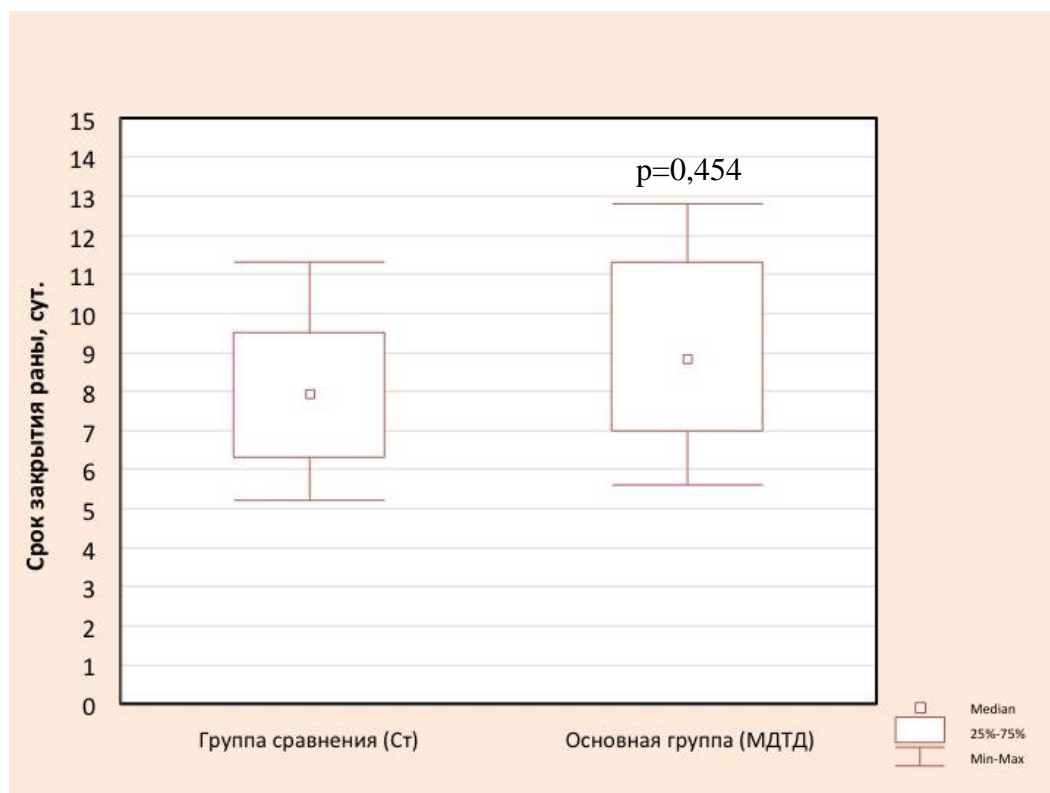 p=0,454
Срок закрытия раны, сут.
15
14
13
12
11
10
9
8
7
6
5
4
3
2
1
0
Группа сравнения (Ст)
Основная группа (МДТД)
Median
25%-75%
Min-Max